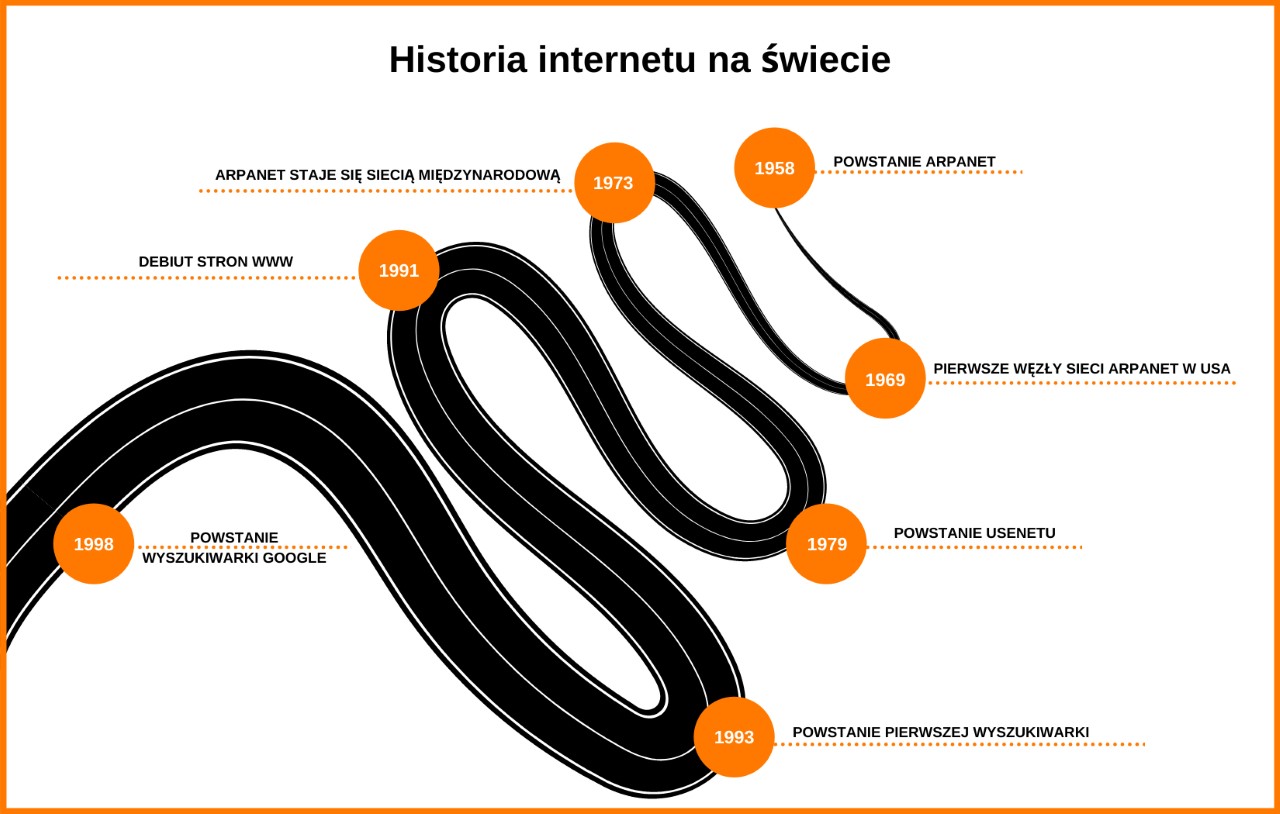 Historia internetu na świecie
1958
POWSTANIE ARPANET
ARPANET STAJE SIĘ SIECIĄ MIĘDZYNARODOWĄ
1973
DEBIUT STRON WWW
1991
1969
PIERWSZE WĘZŁY SIECI ARPANET W USA
1998
POWSTANIE
WYSZUKIWARKI GOOGLE
1979
POWSTANIE USENETU
1993
POWSTANIE PIERWSZEJ WYSZUKIWARKI